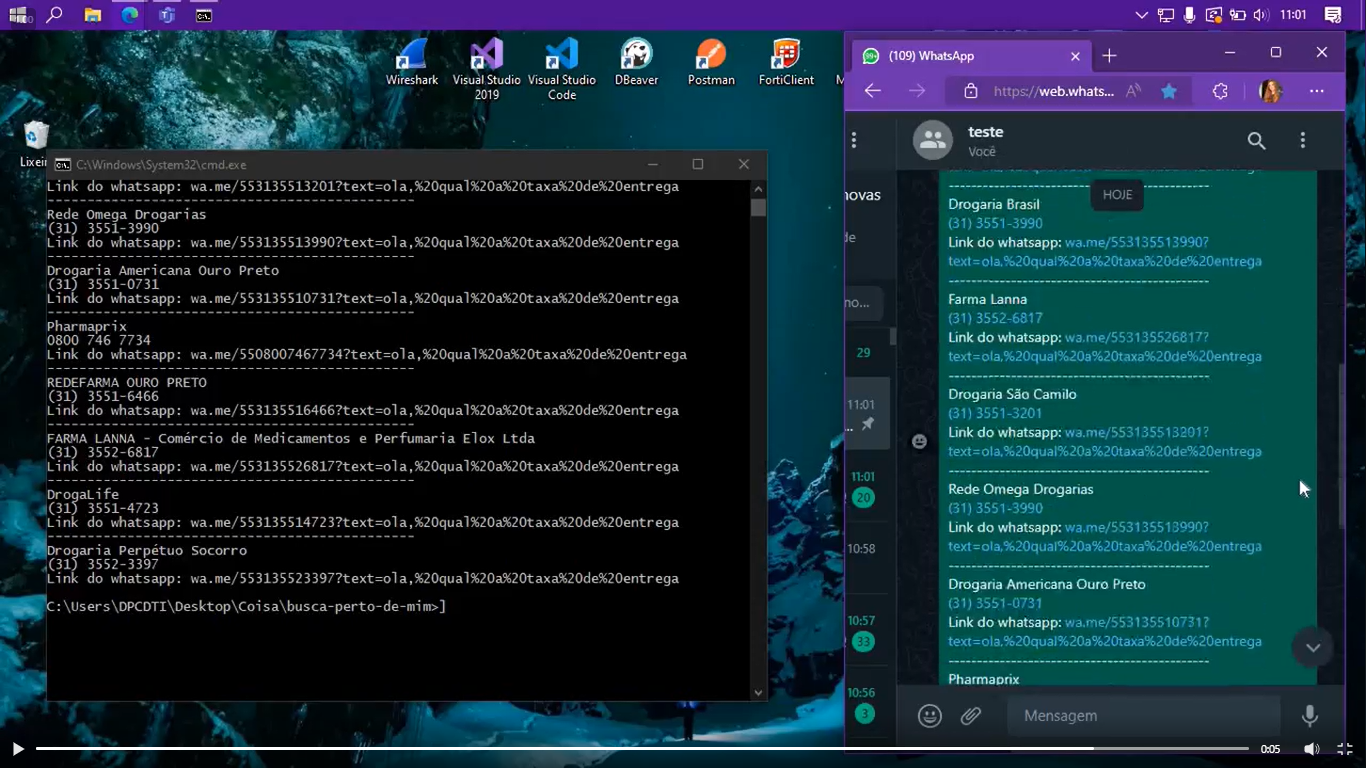 11:01
Wireshark
Visual Studio 2019
Visual Studio Code
DBeaver
Postman
FortiClient
M
Lixei
C:\Windows\System32\cmd.exe
Link do whatsapp: wa.me/553135513201?text=ola,%20qual%20a%20taxa%20de%20entrega
----------------------------------------------
Rede Omega Drogarias
(31) 3551-3990
Link do whatsapp: wa.me/553135513990?text=ola,%20qual%20a%20taxa%20de%20entrega
----------------------------------------------
Drogaria Americana Ouro Preto
(31) 3551-0731
Link do whatsapp: wa.me/553135510731?text=ola,%20qual%20a%20taxa%20de%20entrega
----------------------------------------------
Pharmaprix
0800 746 7734
Link do whatsapp: wa.me/5508007467734?text=ola,%20qual%20a%20taxa%20de%20entrega
----------------------------------------------
REDEFARMA OURO PRETO
(31) 3551-6466
Link do whatsapp: wa.me/553135516466?text=ola,%20qual%20a%20taxa%20de%20entrega
----------------------------------------------
FARMA LANNA - Comércio de Medicamentos e Perfumaria Elox Ltda
(31) 3552-6817
Link do whatsapp: wa.me/553135526817?text=ola,%20qual%20a%20taxa%20de%20entrega
----------------------------------------------
DrogaLife
(31) 3551-4723
Link do whatsapp: wa.me/553135514723?text=ola,%20qual%20a%20taxa%20de%20entrega
----------------------------------------------
Drogaria Perpétuo Socorro
(31) 3552-3397
Link do whatsapp: wa.me/553135523397?text=ola,%20qual%20a%20taxa%20de%20entrega
C:\Users\DPCDTI\Desktop\Coisa\busca-perto-de-mim>]
99+
(109) WhatsApp
https://web.whats...
teste
Você
novas
de
no...
29
11:01
...
11:01
20
10:58
10:57
33
10:56
3
HOJE
----------------------------------------------
Drogaria Brasil
(31) 3551-3990
Link do whatsapp: wa.me/553135513990?
text=ola,%20qual%20a%20taxa%20de%20entrega
----------------------------------------------
Farma Lanna
(31) 3552-6817
Link do whatsapp: wa.me/553135526817?
text=ola,%20qual%20a%20taxa%20de%20entrega
----------------------------------------------
Drogaria São Camilo
(31) 3551-3201
Link do whatsapp: wa.me/553135513201?
text=ola,%20qual%20a%20taxa%20de%20entrega
----------------------------------------------
Rede Omega Drogarias
(31) 3551-3990
Link do whatsapp: wa.me/553135513990?
text=ola,%20qual%20a%20taxa%20de%20entrega
----------------------------------------------
Drogaria Americana Ouro Preto
(31) 3551-0731
Link do whatsapp: wa.me/553135510731?
text=ola,%20qual%20a%20taxa%20de%20entrega
----------------------------------------------
Pharmaprix
Mensagem
0:05